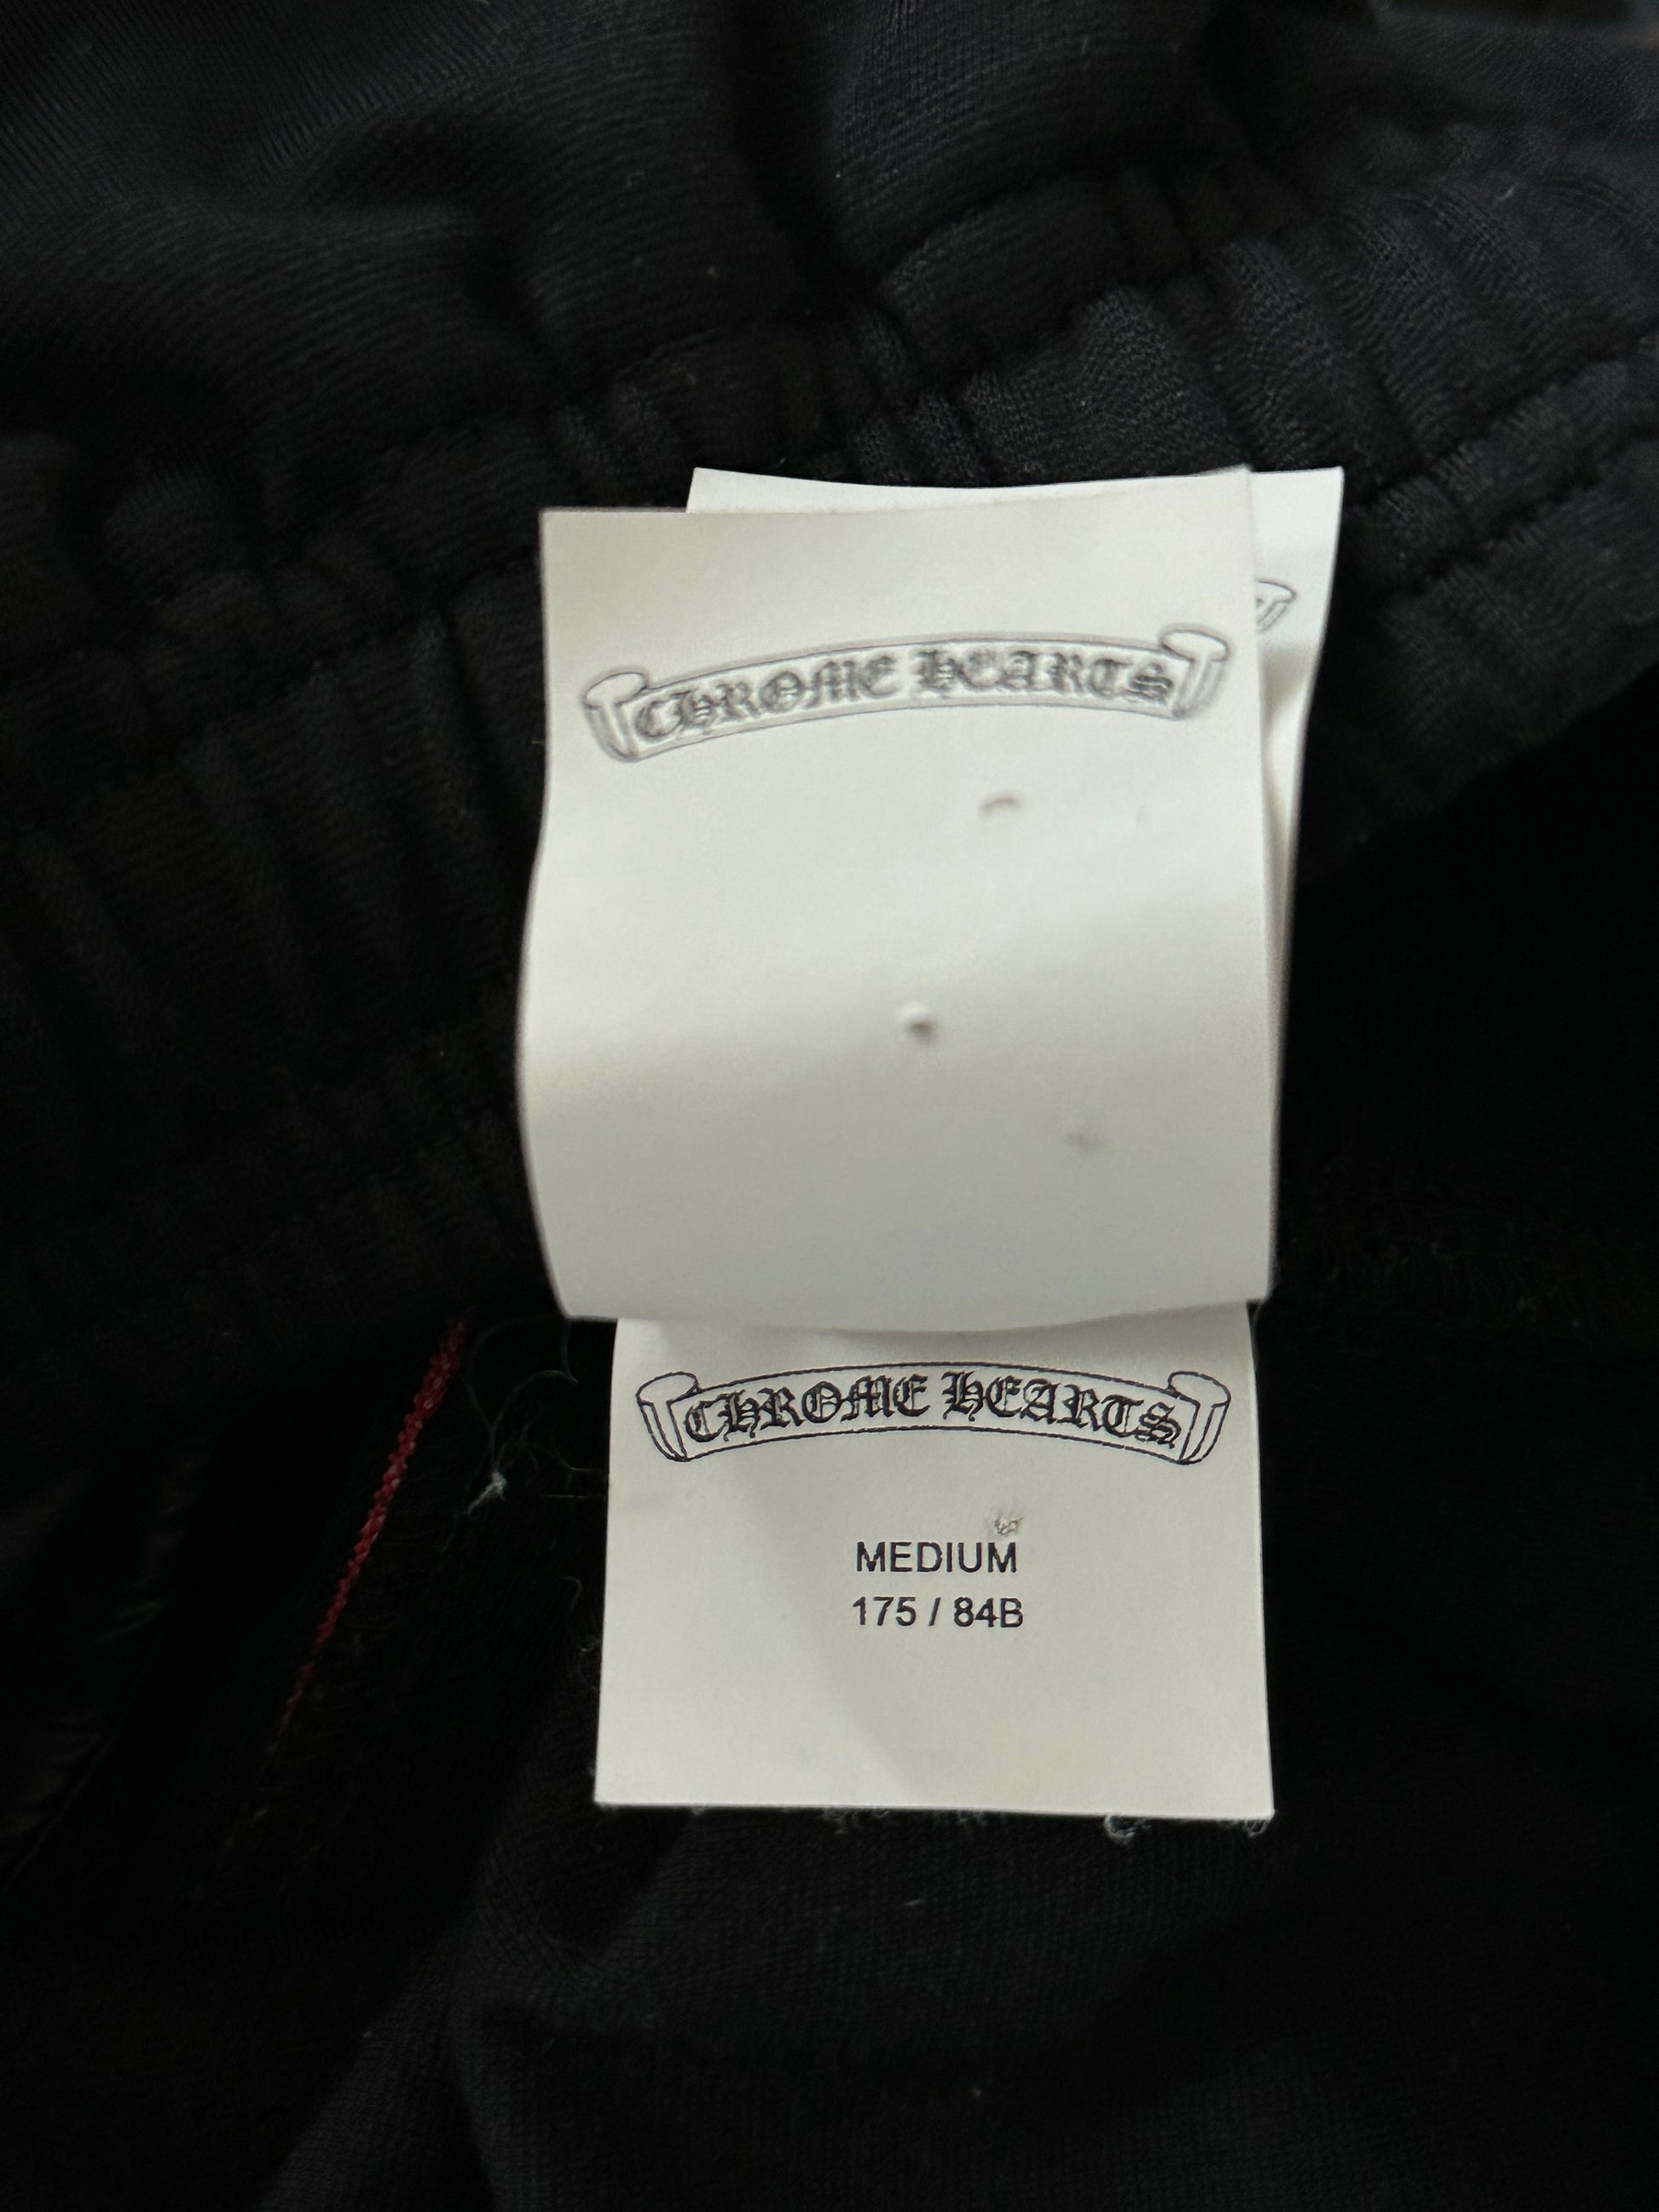 CHROME HEARTS
CHROME HEARTS
MEDIUM
175 / 84B